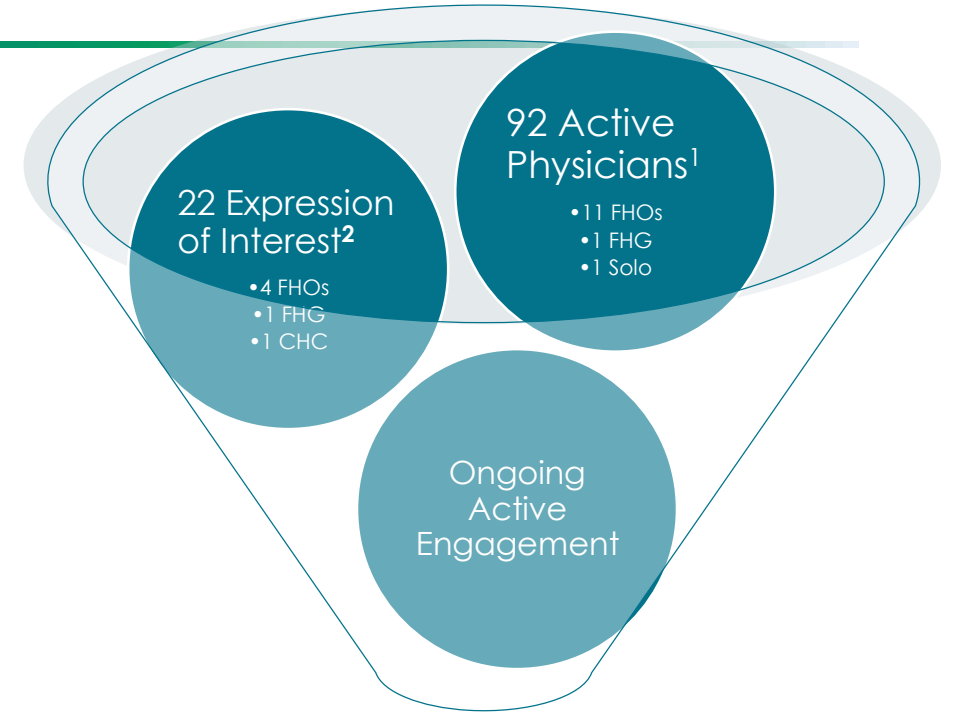 22 Expression
of Interest²
•4 FHOs
•1 FHG
•1 CHC
92 Active
Physicians¹
•11 FHOs
•1 FHG
•1 Solo
Ongoing
Active
Engagement